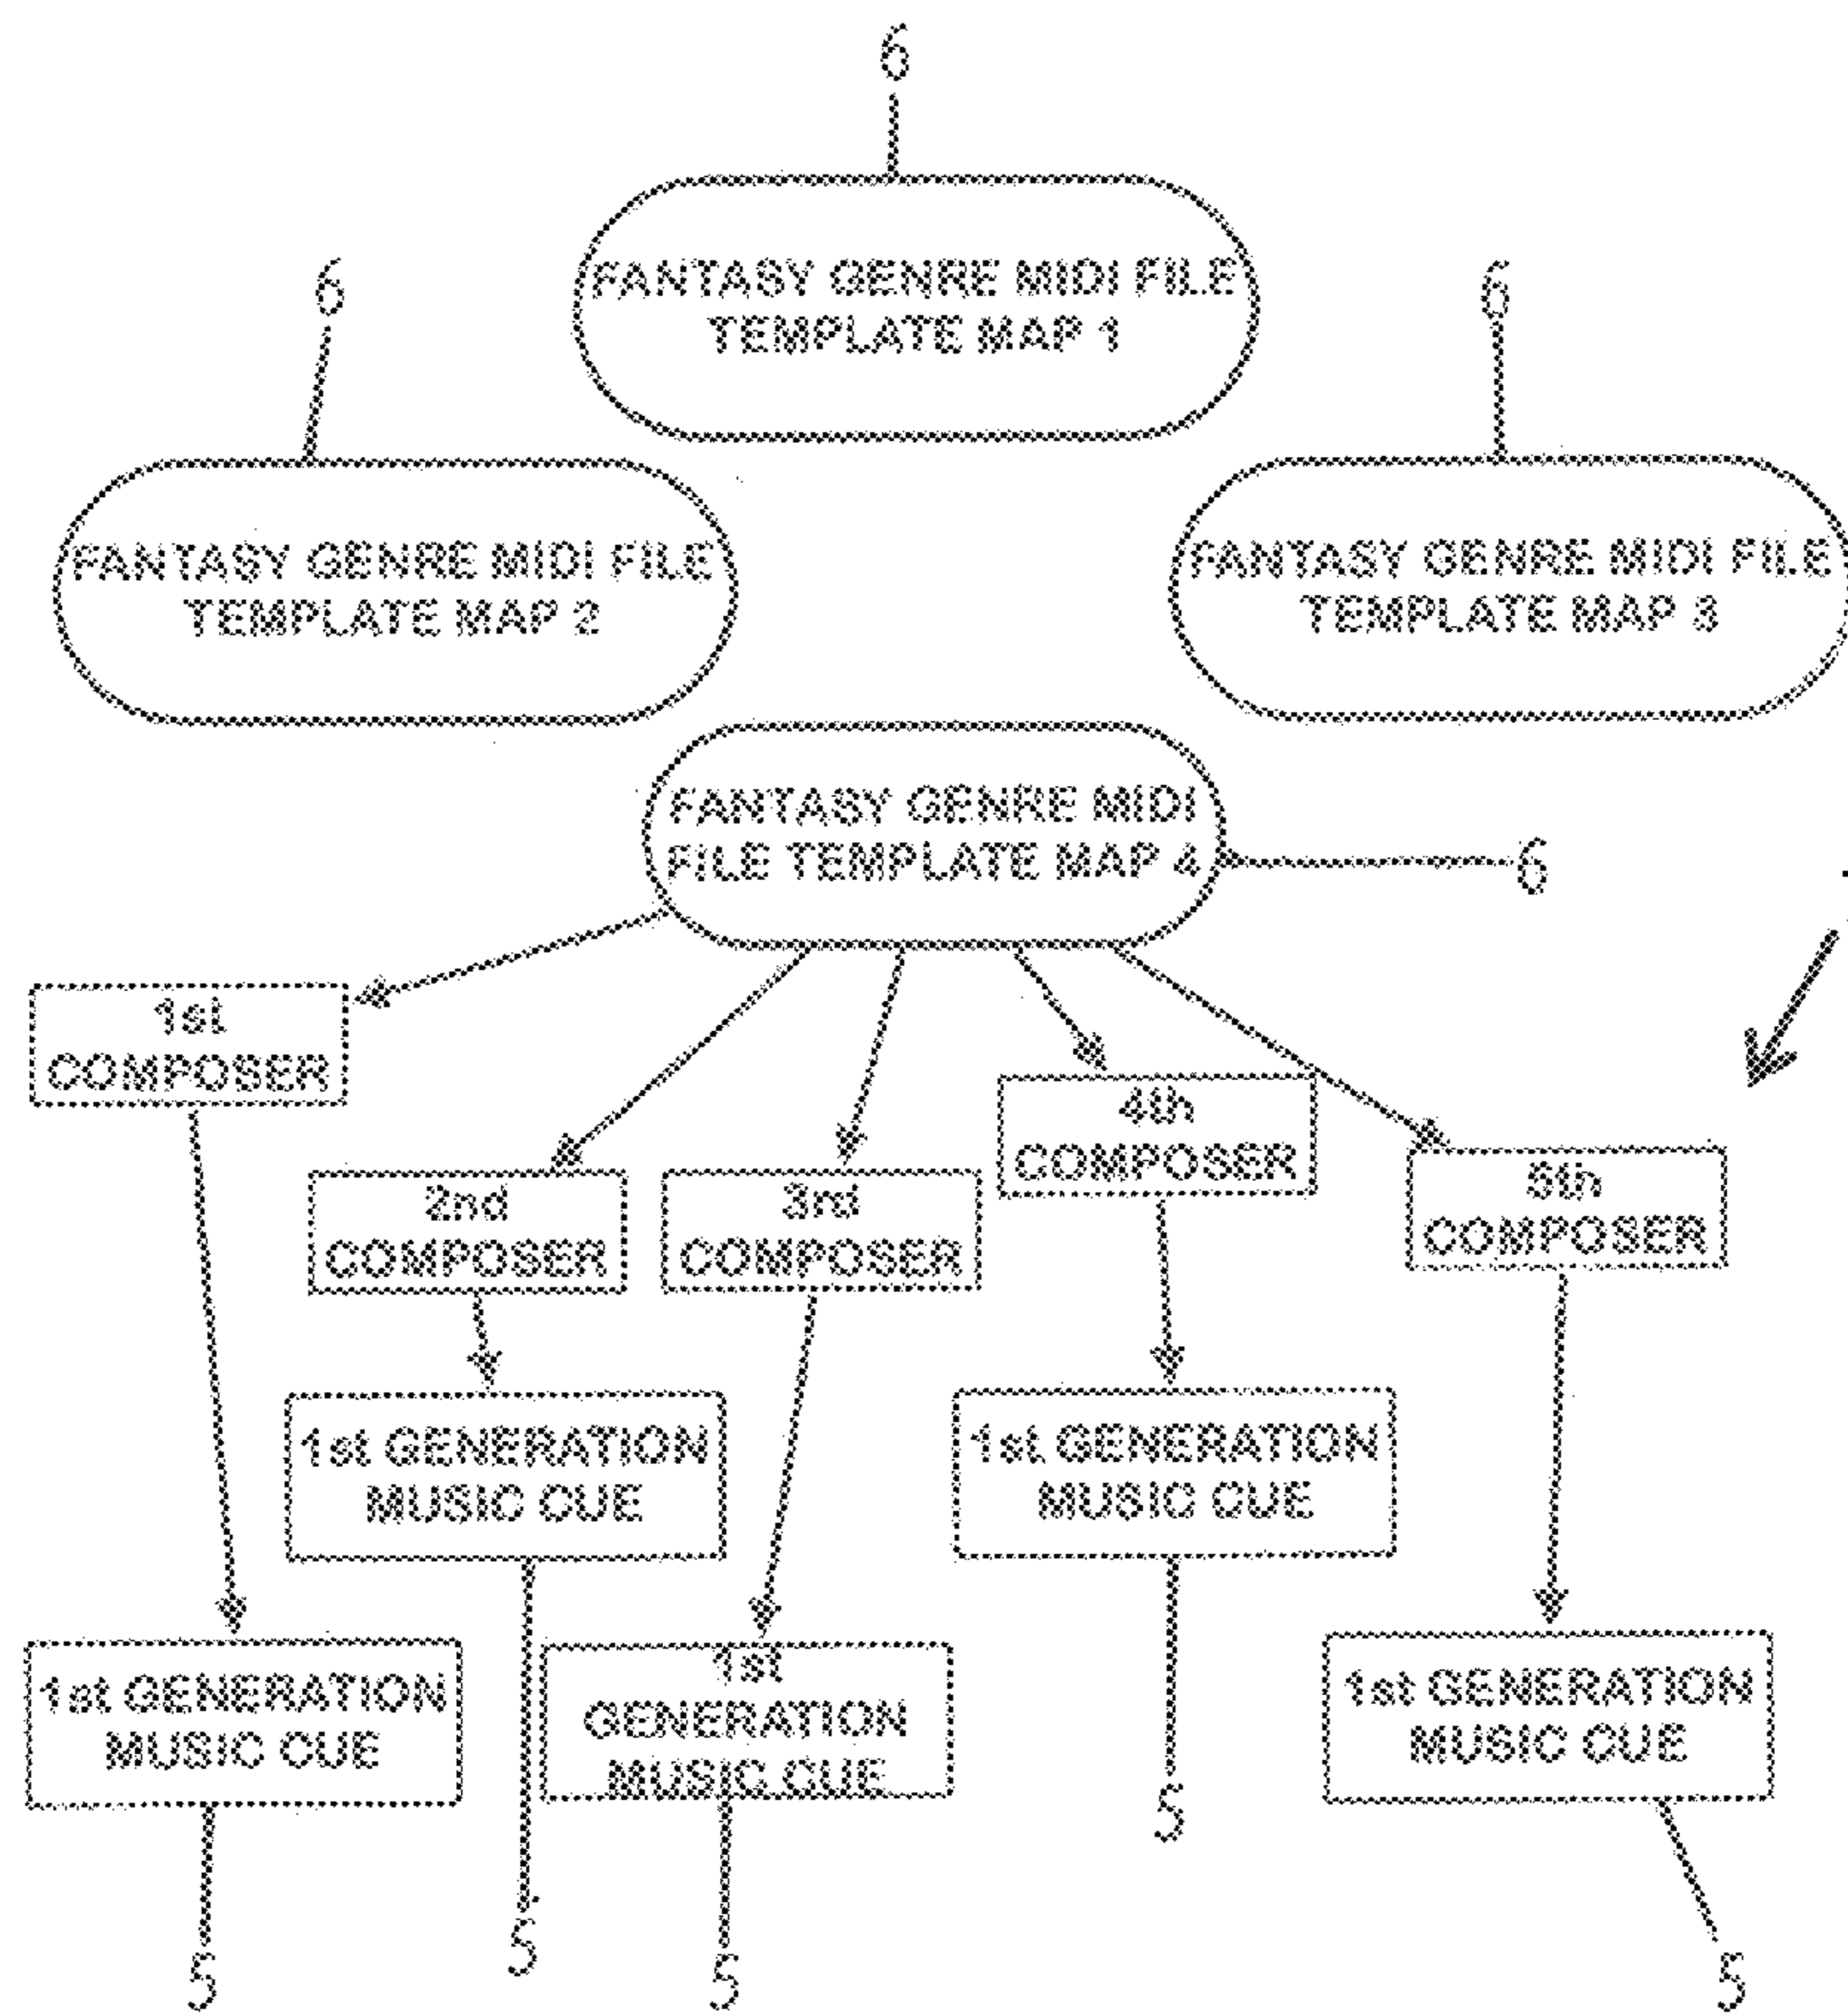 6
FANTASY GENRE MIDI FILE
TEMPLATE MAP 1
6
FANTASY GENRE MIDI FILE
TEMPLATE MAP 2
6
FANTASY GENRE MIDI FILE
TEMPLATE MAP 3
FANTASY GENRE MIDI
FILE TEMPLATE MAP 4
6
1st
COMPOSER
2nd
COMPOSER
3rd
COMPOSER
4th
COMPOSER
5th
COMPOSER
1st GENERATION
MUSIC CUE
1st GENERATION
MUSIC CUE
1st GENERATION
MUSIC CUE
1st
GENERATION
MUSIC CUE
1st GENERATION
MUSIC CUE
5
5
5
5
5